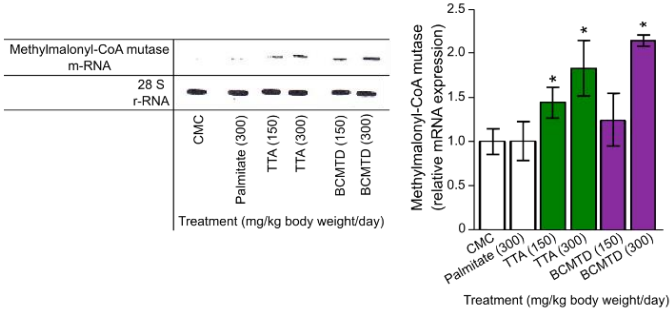 Methylmalonyl-CoA mutase
m-RNA
28 S
r-RNA
CMC
Palmitate (300)
TTA (150)
TTA (300)
BCMTD (150)
BCMTD (300)
Treatment (mg/kg body weight/day)
Methylmalonyl-CoA mutase
(relative mRNA expression)
2.5
2.0
1.5
1.0
0.5
0
*
*
*
CMC
Palmitate (300)
TTA (150)
TTA (300)
BCMTD (150)
BCMTD (300)
Treatment (mg/kg body weight/day)